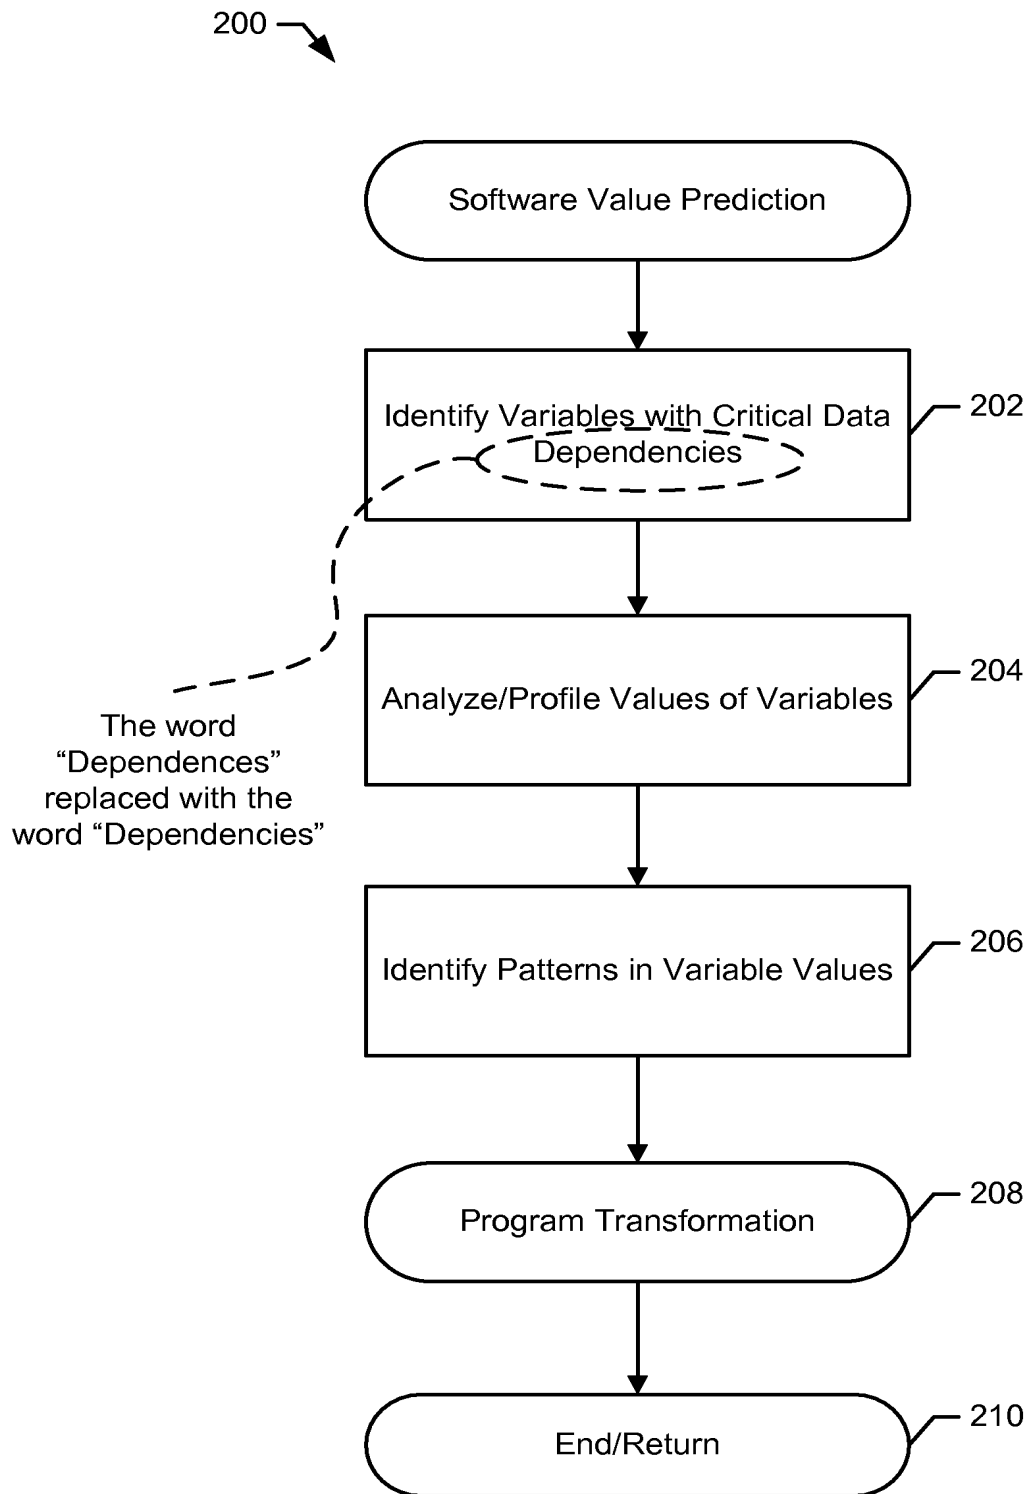 200
Software Value Prediction
Identify Variables with Critical Data
Dependencies
202
Analyze/Profile Values of Variables
204
The word
“Dependences”
replaced with the
word “Dependencies”
Identify Patterns in Variable Values
206
Program Transformation
208
End/Return
210